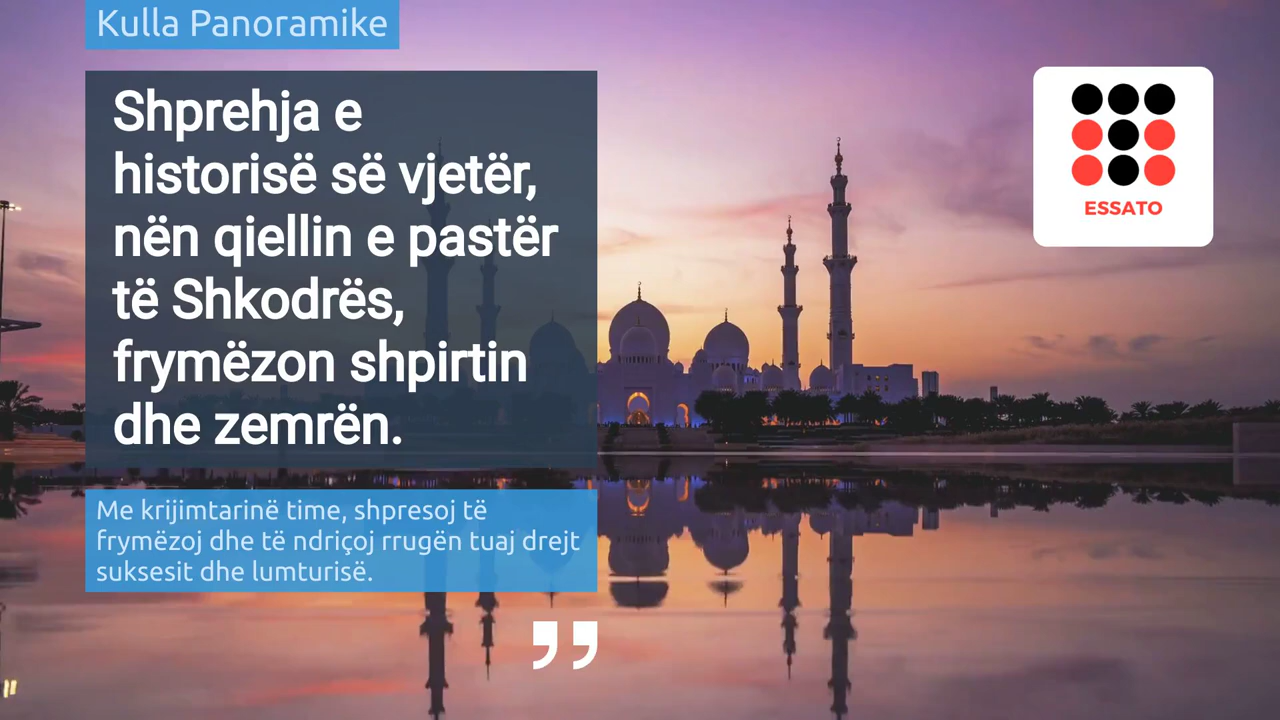 Kulla Panoramike
Shprehja e
historisë së vjetër,
nën qiellin e pastër
të Shkodrës,
frymëzon shpirtin
dhe zemrën.
ESSATO
Me krijimtarinë time, shpresoj të
frymëzoj dhe të ndriçoj rrugën tuaj drejt
suksesit dhe lumturisë.
”